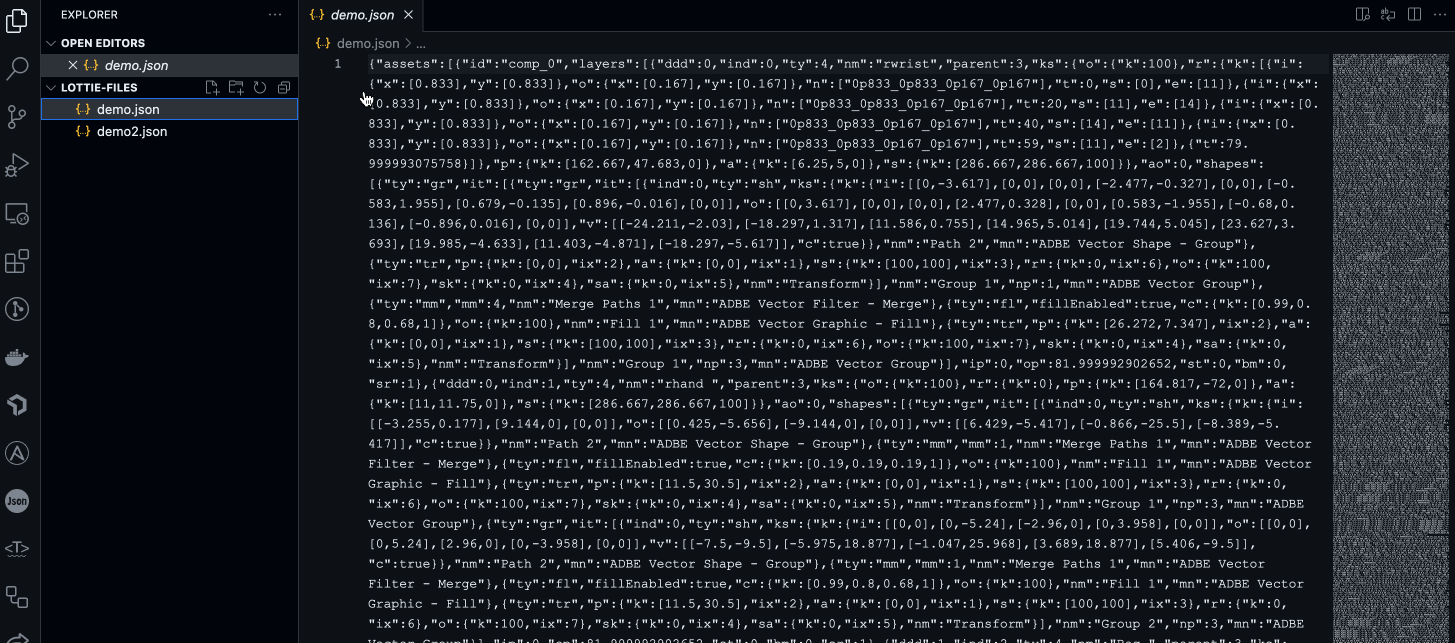 EXPLORER
OPEN EDITORS
demo.json
LOTTIE-FILES
demo.json
demo2.json
Json
<T>
demo.json
demo.json > ...
1
{"assets":[{"id":"comp_0","layers":[{"ddd":0,"ind":0,"ty":4,"nm":"rwrist","parent":3,"ks":{"o":{"k":100},"r":{"k":[{"i":
{"x":[0.833],"y":[0.833]},"o":{"x":[0.167],"y":[0.167]},"n":["0p833_0p833_0p167_0p167"],"t":0,"s":[0],"e":[11]},{"i":{"x":
[0.833],"y":[0.833]},"o":{"x":[0.167],"y":[0.167]},"n":["0p833_0p833_0p167_0p167"],"t":20,"s":[11],"e":[14]},{"i":{"x":[0.
833],"y":[0.833]},"o":{"x":[0.167],"y":[0.167]},"n":["0p833_0p833_0p167_0p167"],"t":40,"s":[14],"e":[11]},{"i":{"x":[0.
833],"y":[0.833]},"o":{"x":[0.167],"y":[0.167]},"n":["0p833_0p833_0p167_0p167"],"t":59,"s":[11],"e":[2]},{"t":79.
999993075758}]},"p":{"k":[162.667,47.683,0]},"a":{"k":[6.25,5,0]},"s":{"k":[286.667,286.667,100]}},"ao":0,"shapes":
[{"ty":"gr","it":[{"ty":"gr","it":[{"ind":0,"ty":"sh","ks":{"k":{"i":[[0,-3.617],[0,0],[0,0],[-2.477,-0.327],[0,0],[-0.
583,1.955],[0.679,-0.135],[0.896,-0.016],[0,0]],"o":[[0,3.617],[0,0],[0,0],[2.477,0.328],[0,0],[0.583,-1.955],[-0.68,0.
136],[-0.896,0.016],[0,0]],"v":[[-24.211,-2.03],[-18.297,1.317],[11.586,0.755],[14.965,5.014],[19.744,5.045],[23.627,3.
693],[19.985,-4.633],[11.403,-4.871],[-18.297,-5.617]],"c":true}},"nm":"Path 2","mn":"ADBE Vector Shape - Group"},
{"ty":"tr","p":{"k":[0,0],"ix":2},"a":{"k":[0,0],"ix":1},"s":{"k":[100,100],"ix":3},"r":{"k":0,"ix":6},"o":{"k":100,
"ix":7},"sk":{"k":0,"ix":4},"sa":{"k":0,"ix":5},"nm":"Transform"}],"nm":"Group 1","np":1,"mn":"ADBE Vector Group"},
{"ty":"mm","mm":4,"nm":"Merge Paths 1","mn":"ADBE Vector Filter - Merge"},{"ty":"fl","fillEnabled":true,"c":{"k":[0.99,0.
8,0.68,1]},"o":{"k":100},"nm":"Fill 1","mn":"ADBE Vector Graphic - Fill"},{"ty":"tr","p":{"k":[26.272,7.347],"ix":2},"a":
{"k":[0,0],"ix":1},"s":{"k":[100,100],"ix":3},"r":{"k":0,"ix":6},"o":{"k":100,"ix":7},"sk":{"k":0,"ix":4},"sa":{"k":0,
"ix":5},"nm":"Transform"}],"nm":"Group 1","np":3,"mn":"ADBE Vector Group"}],"ip":0,"op":81.999992902652,"st":0,"bm":0,
"sr":1},{"ddd":0,"ind":1,"ty":4,"nm":"rhand ","parent":3,"ks":{"o":{"k":100},"r":{"k":0},"p":{"k":[164.817,-72,0]},"a":
{"k":[11,11.75,0]},"s":{"k":[286.667,286.667,100]}},"ao":0,"shapes":[{"ty":"gr","it":[{"ind":0,"ty":"sh","ks":{"k":{"i":
[[-3.255,0.177],[9.144,0],[0,0]],"o":[[0.425,-5.656],[-9.144,0],[0,0]],"v":[[6.429,-5.417],[-0.866,-25.5],[-8.389,-5.
417]],"c":true}},"nm":"Path 2","mn":"ADBE Vector Shape - Group"},{"ty":"mm","mm":1,"nm":"Merge Paths 1","mn":"ADBE Vector
Filter - Merge"},{"ty":"fl","fillEnabled":true,"c":{"k":[0.19,0.19,0.19,1]},"o":{"k":100},"nm":"Fill 1","mn":"ADBE Vector
Graphic - Fill"},{"ty":"tr","p":{"k":[11.5,30.5],"ix":2},"a":{"k":[0,0],"ix":1},"s":{"k":[100,100],"ix":3},"r":{"k":0,
"ix":6},"o":{"k":100,"ix":7},"sk":{"k":0,"ix":4},"sa":{"k":0,"ix":5},"nm":"Transform"}],"nm":"Group 1","np":3,"mn":"ADBE
Vector Group"},{"ty":"gr","it":[{"ind":0,"ty":"sh","ks":{"k":{"i":[[0,0],[0,-5.24],[-2.96,0],[0,3.958],[0,0]],"o":[[0,0],
[0,5.24],[2.96,0],[0,-3.958],[0,0]],"v":[[-7.5,-9.5],[-5.975,18.877],[-1.047,25.968],[3.689,18.877],[5.406,-9.5]],
"c":true}},"nm":"Path 2","mn":"ADBE Vector Shape - Group"},{"ty":"mm","mm":1,"nm":"Merge Paths 1","mn":"ADBE Vector
Filter - Merge"},{"ty":"fl","fillEnabled":true,"c":{"k":[0.99,0.8,0.68,1]},"o":{"k":100},"nm":"Fill 1","mn":"ADBE Vector
Graphic - Fill"},{"ty":"tr","p":{"k":[11.5,30.5],"ix":2},"a":{"k":[0,0],"ix":1},"s":{"k":[100,100],"ix":3},"r":{"k":0,
"ix":6},"o":{"k":100,"ix":7},"sk":{"k":0,"ix":4},"sa":{"k":0,"ix":5},"nm":"Transform"}],"nm":"Group 2","np":3,"mn":"ADBE